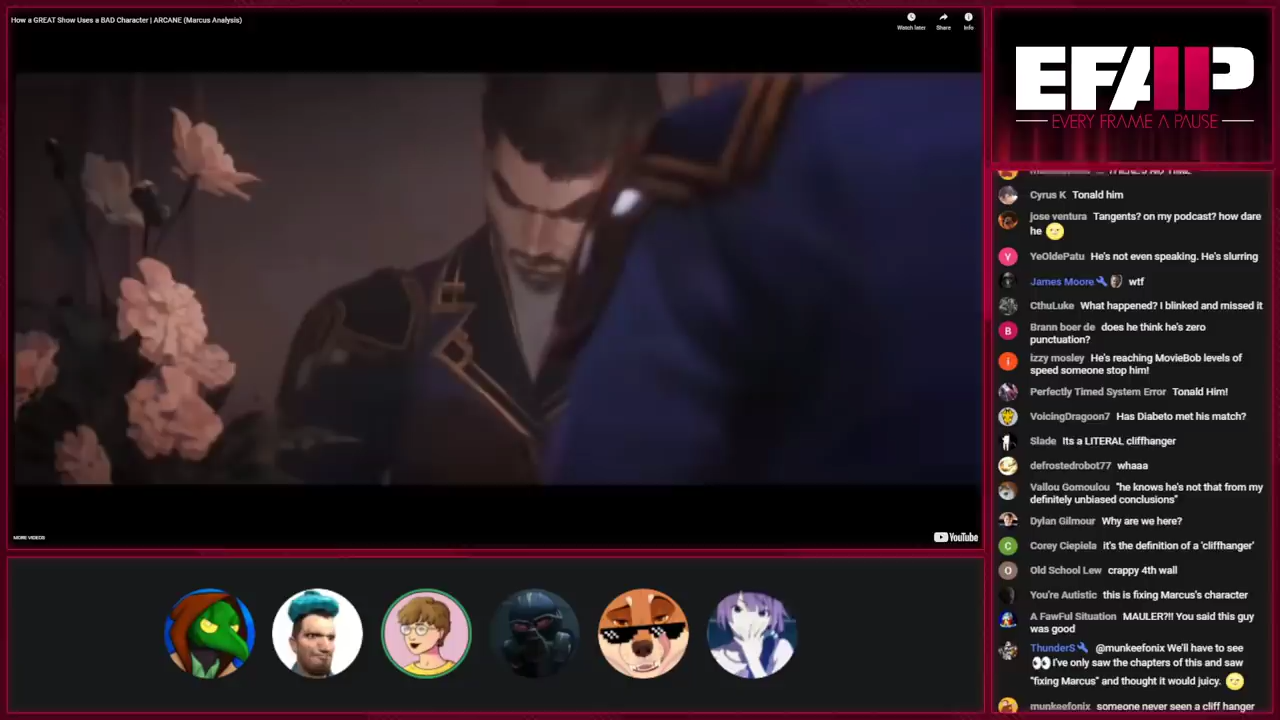 How a GREAT Show Uses a BAD Character | ARCANE (Marcus Analysis)
Watch later
Share
Info
MORE VIDEOS
YouTube
EFAP
EVERY FRAME A PAUSE
Cyrus K Tonald him
jose ventura Tangents? on my podcast? how dare
he
Y
YeOldePatu He's not even speaking. He's slurring
James Moore wtf
CthuLuke What happened? I blinked and missed it
B
Brann boer de does he think he's zero
punctuation?
i
izzy mosley He's reaching MovieBob levels of
speed someone stop him!
Perfectly Timed System Error Tonald Him!
VoicingDragoon7 Has Diabeto met his match?
Slade Its a LITERAL cliffhanger
defrostedrobot77 whaaa
Vallou Gomoulou "he knows he's not that from my
definitely unbiased conclusions"
Dylan Gilmour Why are we here?
C
Corey Ciepiela it's the definition of a 'cliffhanger'
O
Old School Lew crappy 4th wall
You're Autistic this is fixing Marcus's character
A FawFul Situation MAULER?!! You said this guy
was good
ThunderS @munkeefonix We'll have to see
I've only saw the chapters of this and saw
"fixing Marcus" and thought it would juicy.
munkeefonix someone never seen a cliff hanger